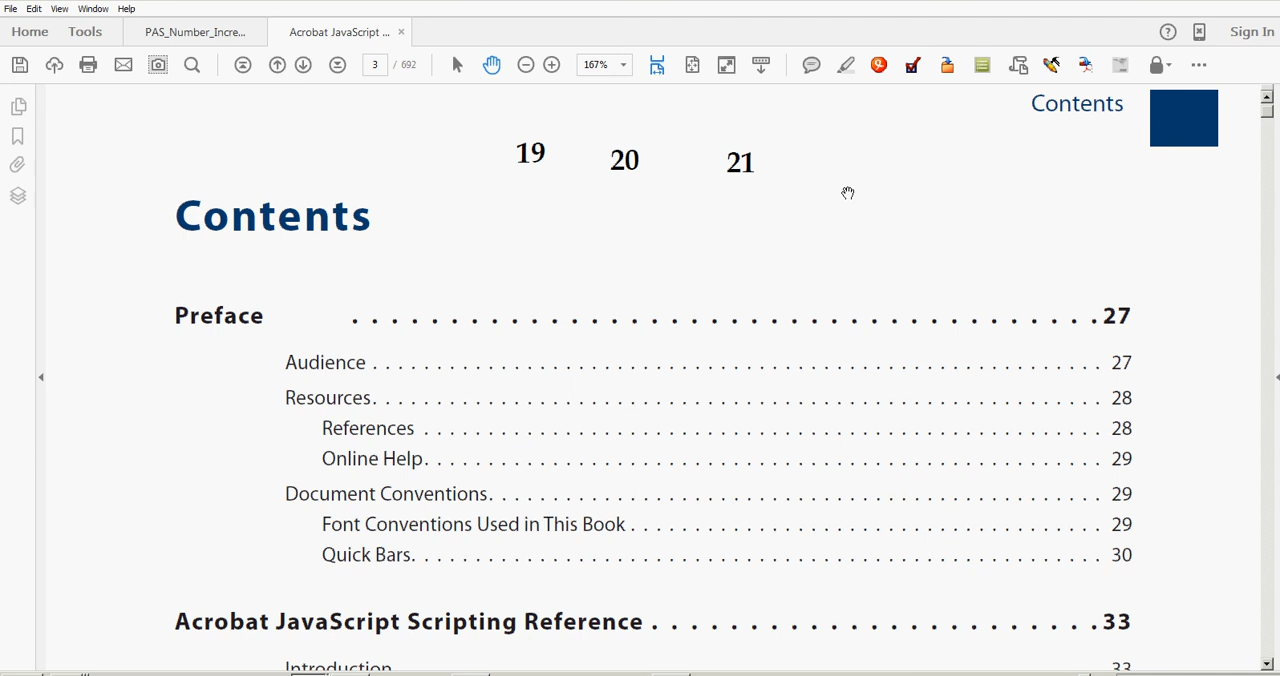 File Edit View Window Help
Home Tools PAS_Number_Incre... Acrobat JavaScript ... × ? Sign In
3 / 692 167%
Contents
19 20 21
Contents
Preface . . . . . . . . . . . . . . . . . . . . . . . . . . . . . . . . . . . . . . 27
Audience . . . . . . . . . . . . . . . . . . . . . . . . . . . . . . . . . . . . . . 27
Resources. . . . . . . . . . . . . . . . . . . . . . . . . . . . . . . . . . . . . . 28
References . . . . . . . . . . . . . . . . . . . . . . . . . . . . . . . . . . . . 28
Online Help. . . . . . . . . . . . . . . . . . . . . . . . . . . . . . . . . . . . 29
Document Conventions. . . . . . . . . . . . . . . . . . . . . . . . . . . . . . . 29
Font Conventions Used in This Book . . . . . . . . . . . . . . . . . . . . . . . 29
Quick Bars. . . . . . . . . . . . . . . . . . . . . . . . . . . . . . . . . . . . 30
Acrobat JavaScript Scripting Reference . . . . . . . . . . . . . . . . . . . . . . . 33
Introduction 33